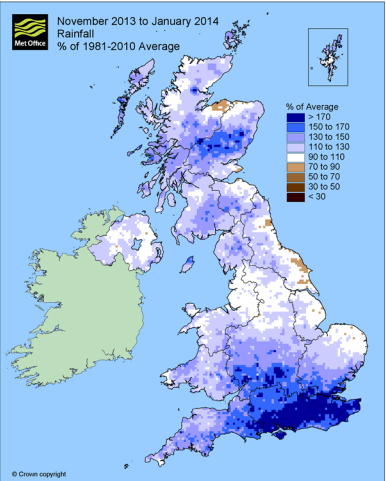 November 2013 to January 2014
Rainfall
% of 1981-2010 Average
Met Office
% of Average
> 170
150 to 170
130 to 150
110 to 130
90 to 110
70 to 90
50 to 70
30 to 50
< 30
© Crown copyright